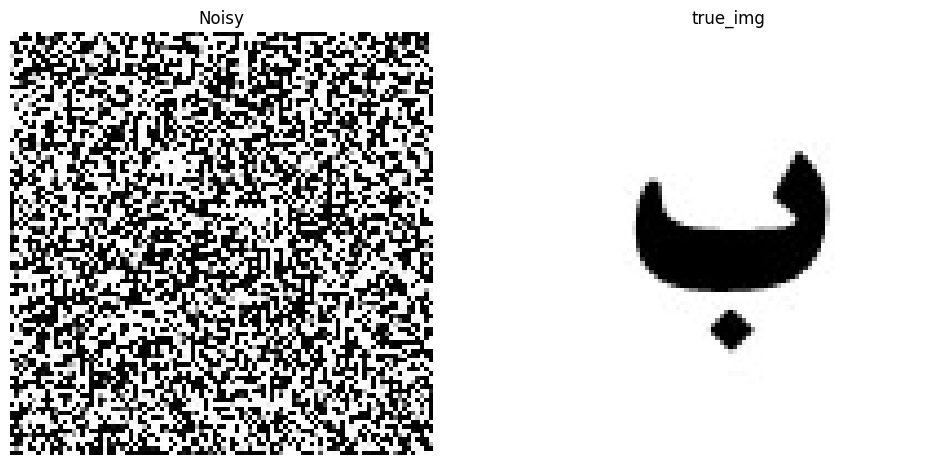 Noisy
true_img
ب